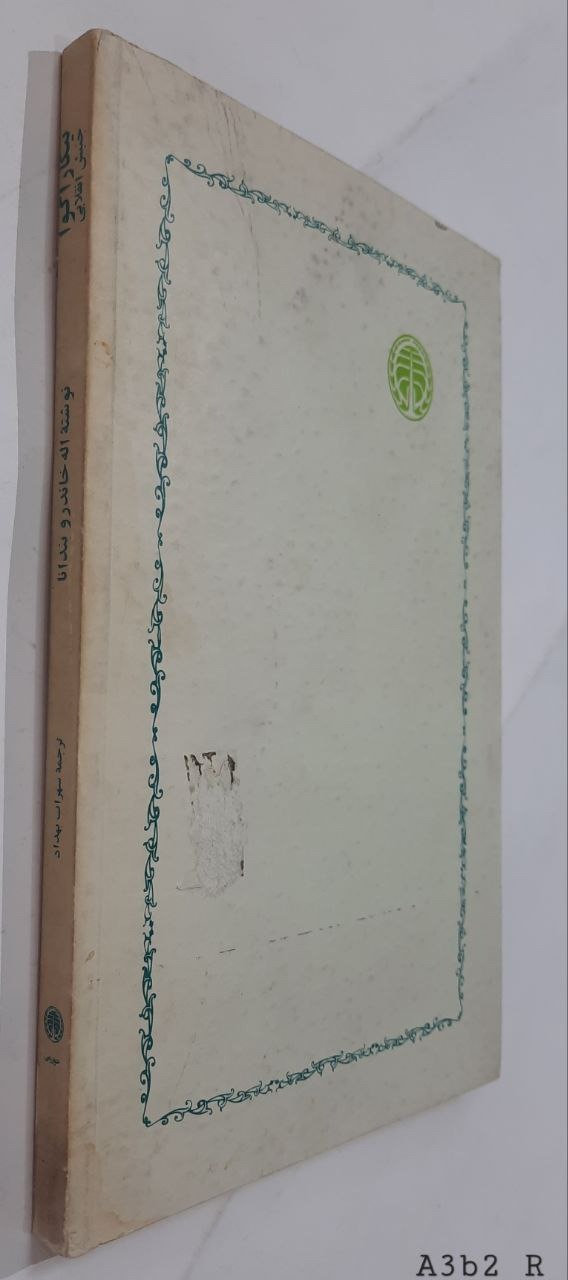 نیکاراگوا
جنبش انقلابی
نوشته اله خاندرو بندانا
ترجمه سهراب بهداد
A3b2 R